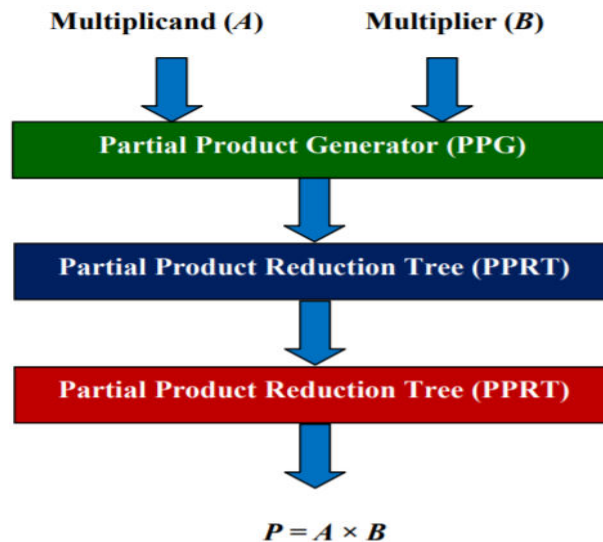 Multiplicand (A) Multiplier (B)
Partial Product Generator (PPG)
Partial Product Reduction Tree (PPRT)
Partial Product Reduction Tree (PPRT)
P = A × B